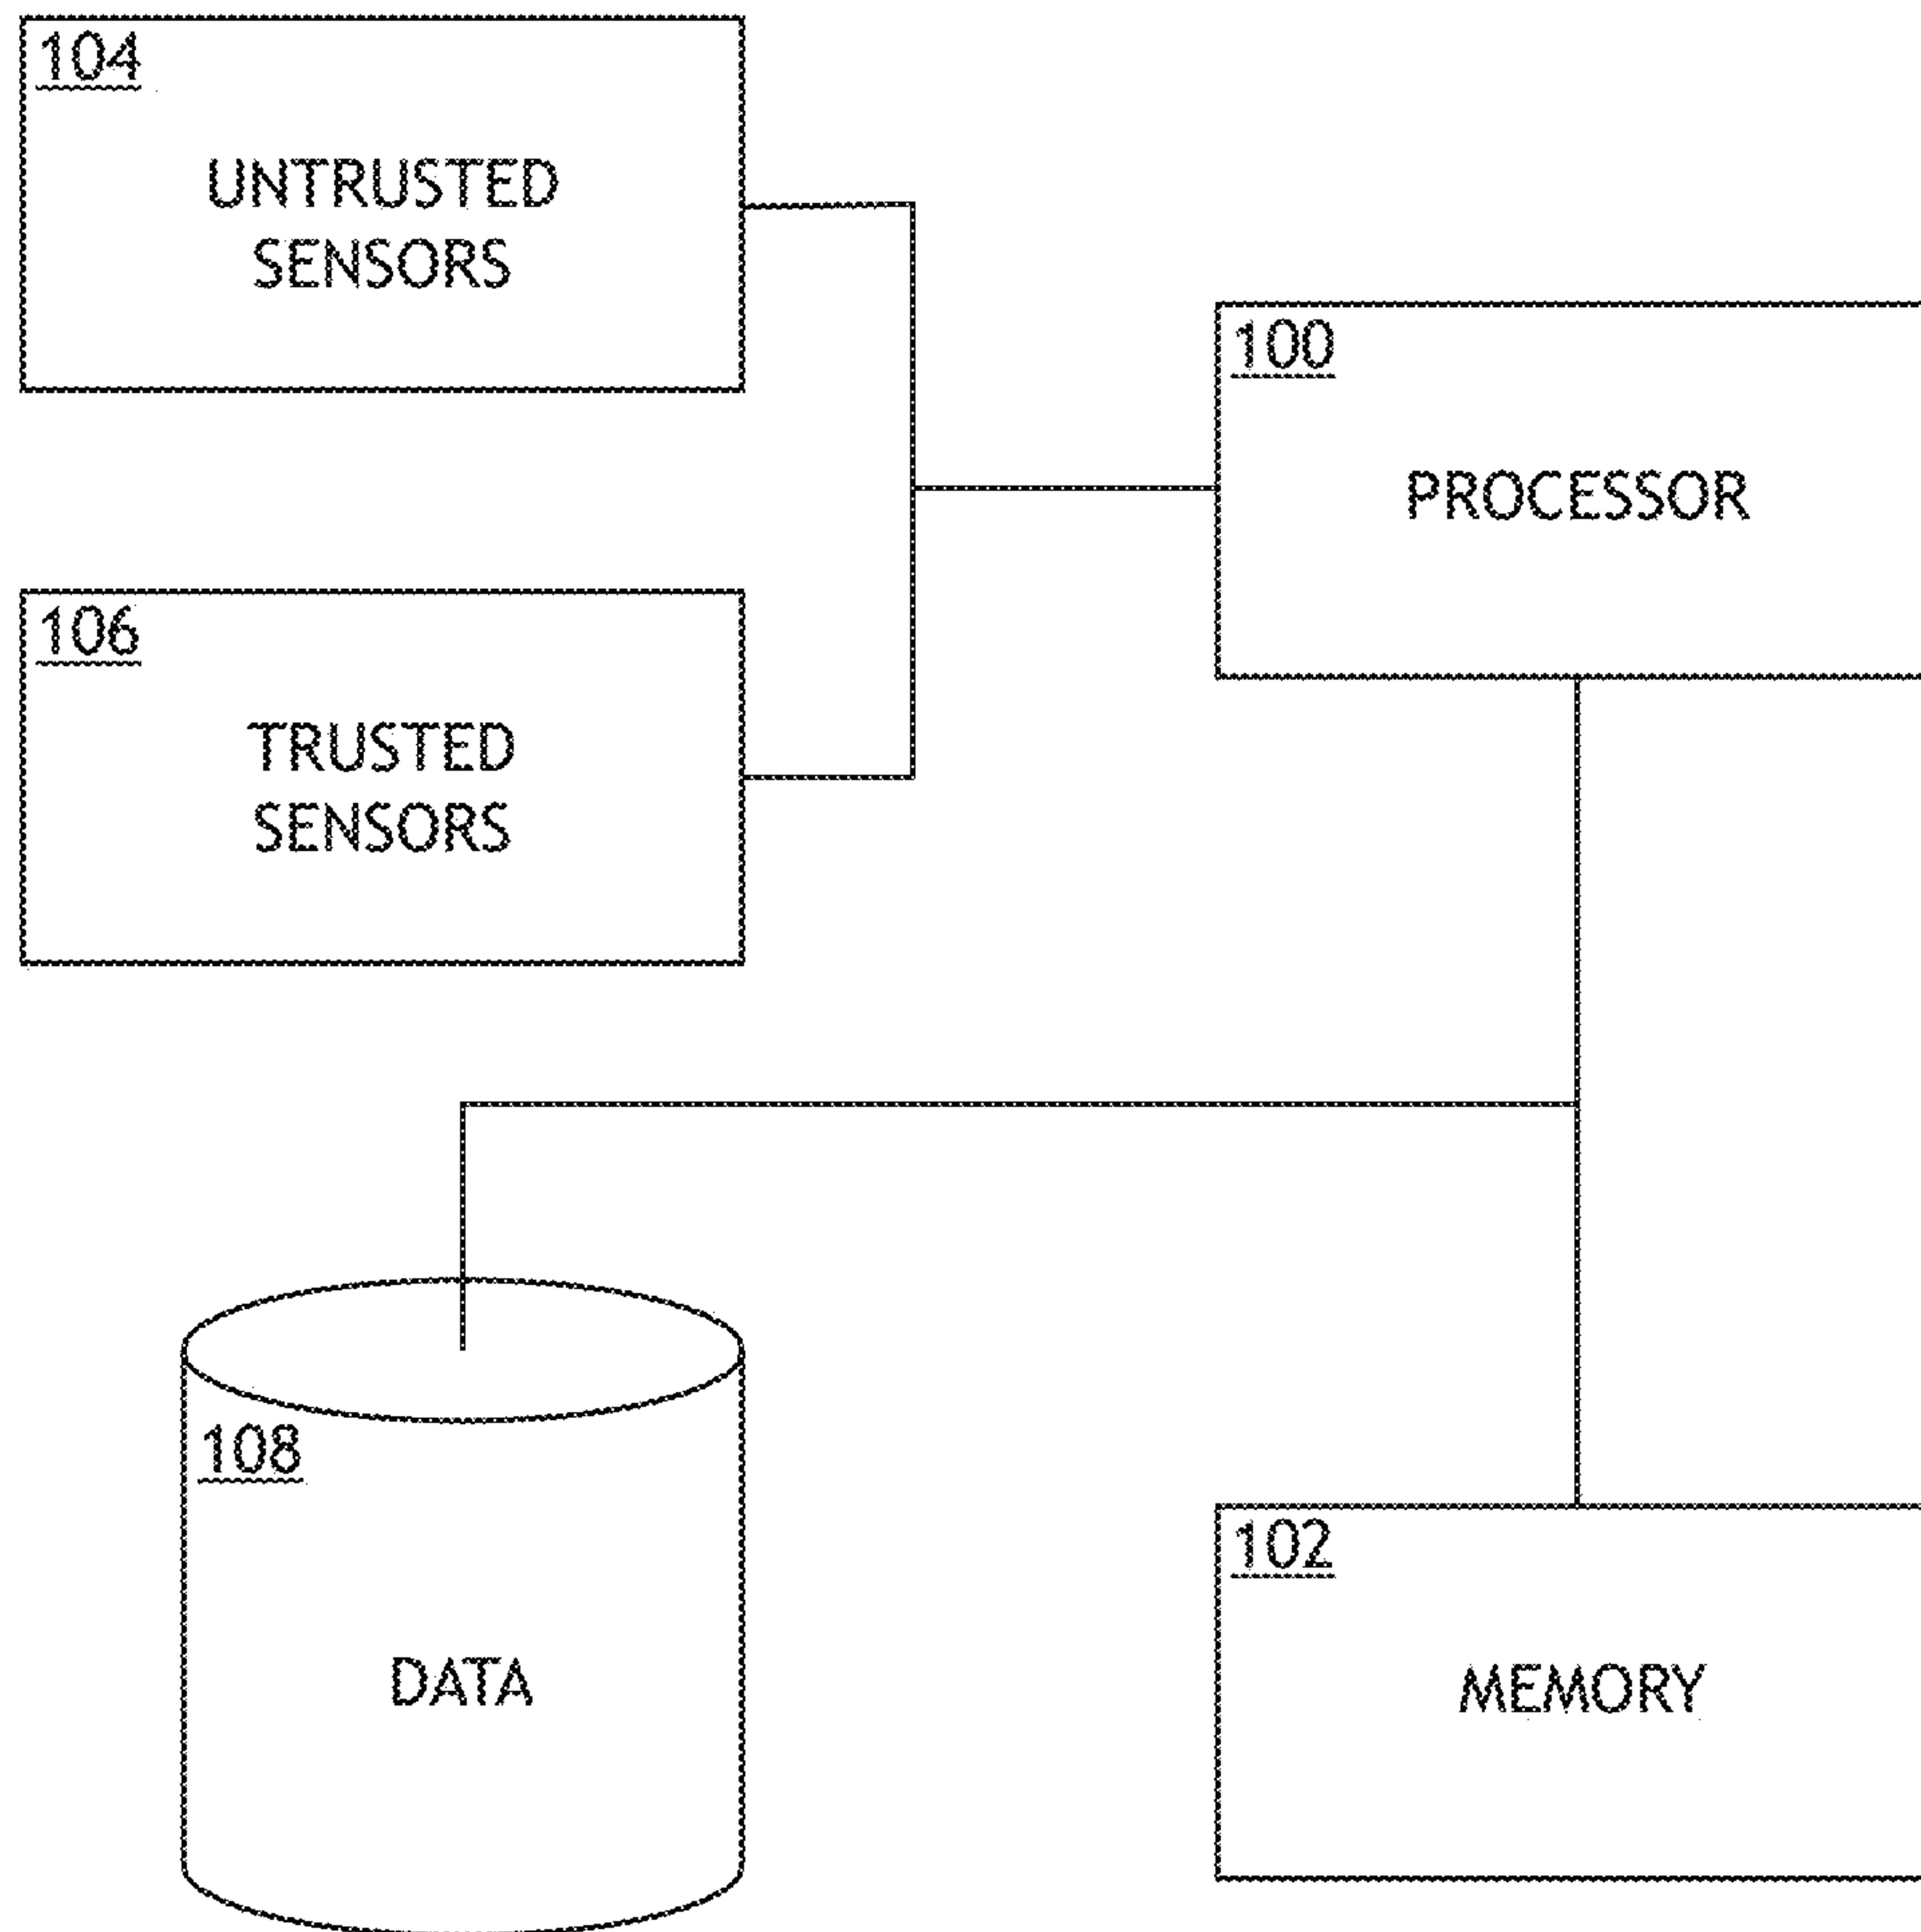 104
UNTRUSTED
SENSORS
100
PROCESSOR
106
TRUSTED
SENSORS
108
DATA
102
MEMORY